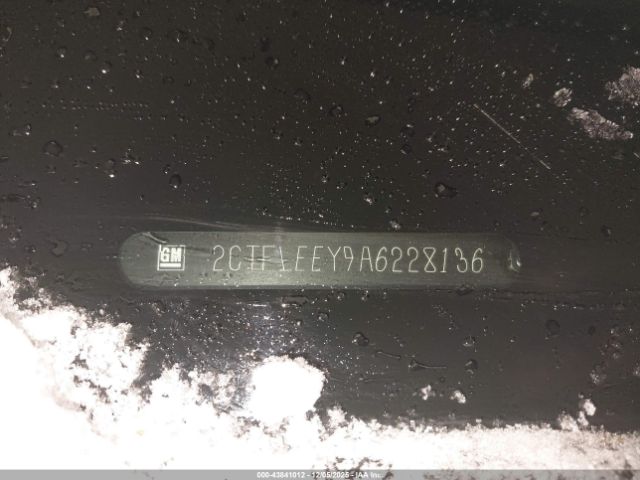 GM 2CTFLEEY9A6228136
000-43841012 - 12/05/2025 - IAA Inc.